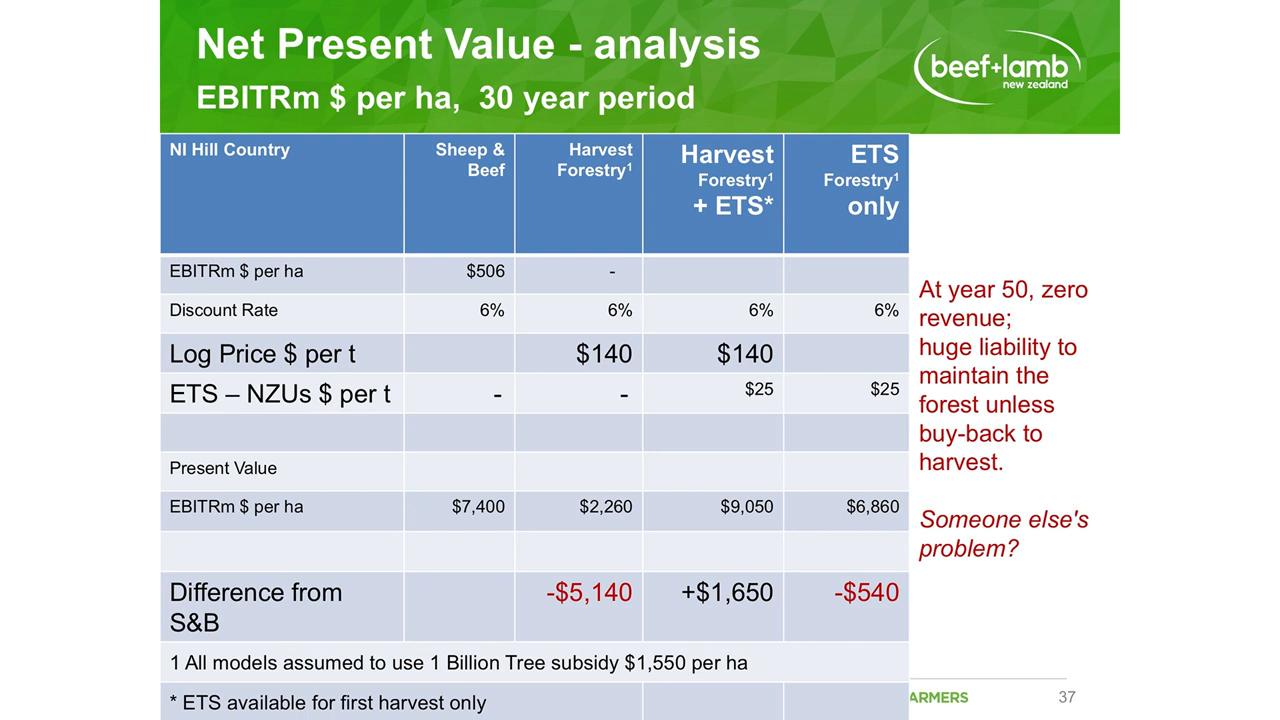 Net Present Value - analysis
EBITRm $ per ha, 30 year period
beef+lamb
new zealand
NI Hill Country Sheep & Beef Harvest Forestry1 Harvest Forestry1 + ETS* ETS Forestry1 only
EBITRm $ per ha $506 -
Discount Rate 6% 6% 6% 6%
Log Price $ per t $140 $140
ETS – NZUs $ per t - - $25 $25
Present Value
EBITRm $ per ha $7,400 $2,260 $9,050 $6,860
Difference from S&B -$5,140 +$1,650 -$540
1 All models assumed to use 1 Billion Tree subsidy $1,550 per ha
* ETS available for first harvest only
At year 50, zero
revenue;
huge liability to
maintain the
forest unless
buy-back to
harvest.
Someone else's
problem?
ARMERS
37